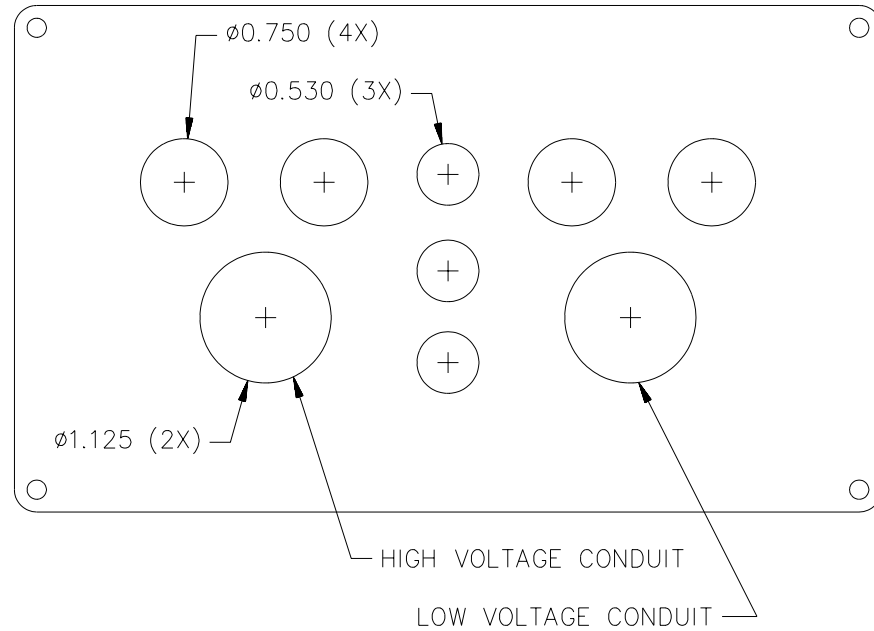 ø0.750 (4X)
ø0.530 (3X)
ø1.125 (2X)
HIGH VOLTAGE CONDUIT
LOW VOLTAGE CONDUIT